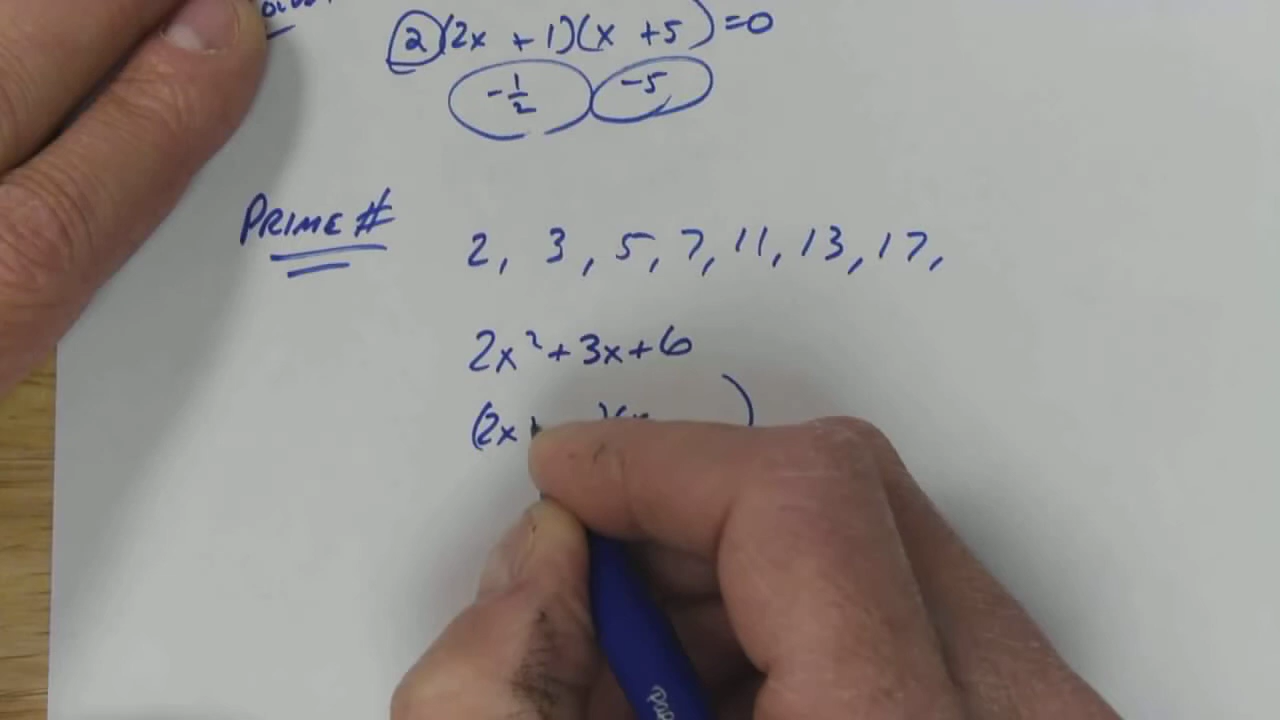 2(2x + 1)(x + 5) = 0
-1/2 -5
PRIME #
2, 3, 5, 7, 11, 13, 17,
2x² + 3x + 6
(2x + )( )